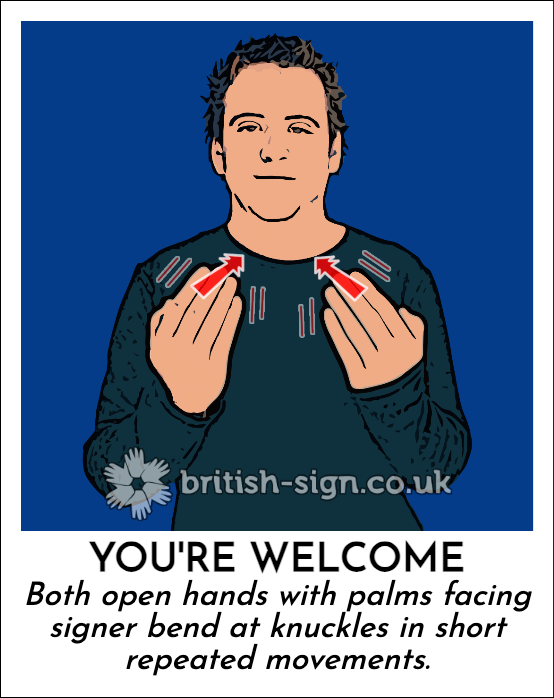 british-sign.co.uk
YOU'RE WELCOME
Both open hands with palms facing
signer bend at knuckles in short
repeated movements.